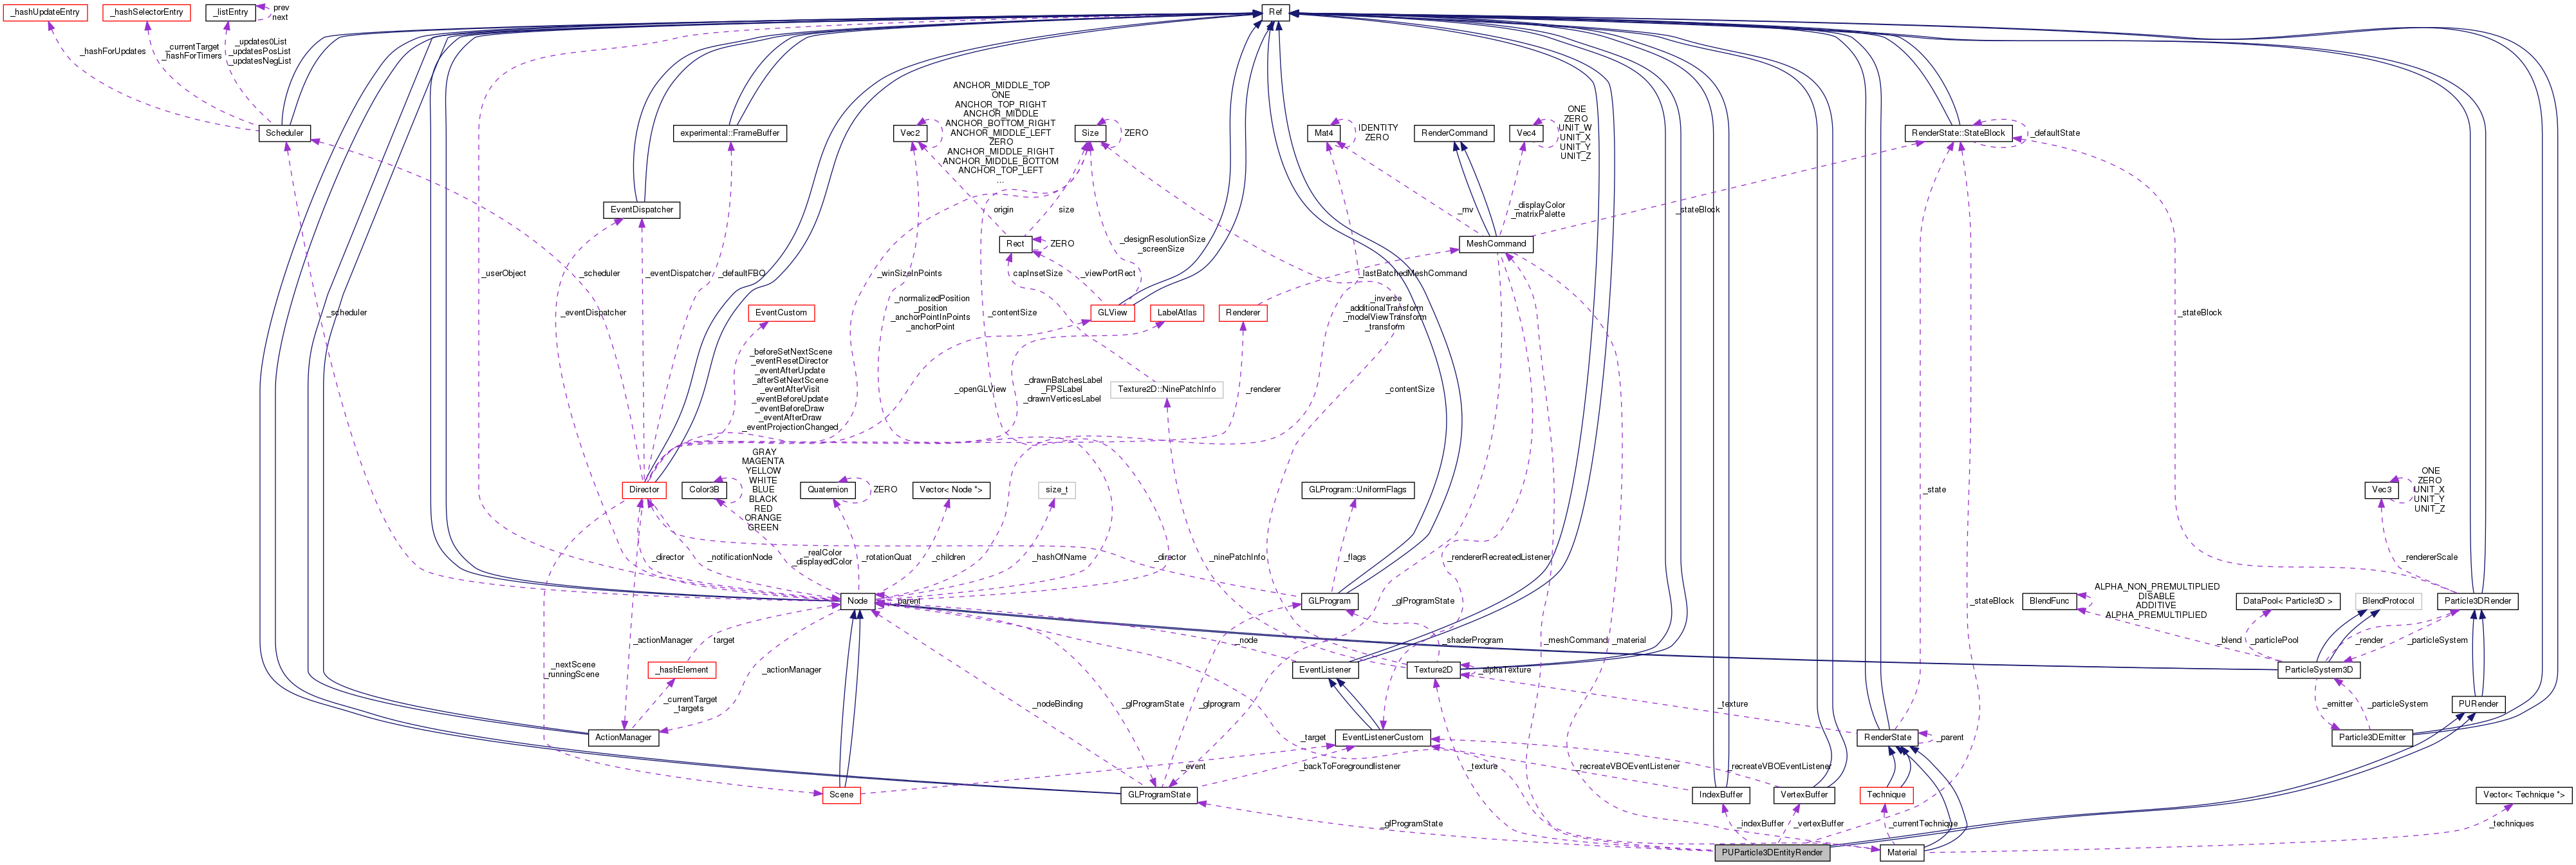 _hashUpdateEntry
_hashSelectorEntry
_listEntry
prev
next
Ref
_hashForUpdates
_currentTarget
_hashForTimers
_updates0List
_updatesPosList
_updatesNegList
Scheduler
experimental::FrameBuffer
Vec2
ANCHOR_MIDDLE_TOP
ONE
ANCHOR_TOP_RIGHT
ANCHOR_MIDDLE
ANCHOR_BOTTOM_RIGHT
ANCHOR_MIDDLE_LEFT
ZERO
ANCHOR_MIDDLE_RIGHT
ANCHOR_MIDDLE_BOTTOM
ANCHOR_TOP_LEFT
...
Size
ZERO
Mat4
IDENTITY
ZERO
RenderCommand
Vec4
ONE
ZERO
UNIT_W
UNIT_X
UNIT_Y
UNIT_Z
RenderState::StateBlock
_defaultState
EventDispatcher
origin
size
_displayColor
_matrixPalette
_mv
_stateBlock
Rect
ZERO
_designResolutionSize
_screenSize
MeshCommand
_userObject
_scheduler
_eventDispatcher
_defaultFBO
_winSizeInPoints
capInsetSize
_viewPortRect
_lastBatchedMeshCommand
_scheduler
_eventDispatcher
EventCustom
_normalizedPosition
_position
_anchorPointInPoints
_anchorPoint
_contentSize
GLView
LabelAtlas
Renderer
_inverse
_additionalTransform
_modelViewTransform
_transform
_stateBlock
_beforeSetNextScene
_eventResetDirector
_eventAfterUpdate
_afterSetNextScene
_eventAfterVisit
_eventBeforeUpdate
_eventBeforeDraw
_eventAfterDraw
_eventProjectionChanged
_openGLView
_drawnBatchesLabel
_FPSLabel
_drawnVerticesLabel
Texture2D::NinePatchInfo
_renderer
_contentSize
Director
Color3B
GRAY
MAGENTA
YELLOW
WHITE
BLUE
BLACK
RED
ORANGE
GREEN
Quaternion
ZERO
Vector< Node *>
size_t
GLProgram::UniformFlags
_state
Vec3
ONE
ZERO
UNIT_X
UNIT_Y
UNIT_Z
_director
_notificationNode
_realColor
_displayedColor
_rotationQuat
_children
_hashOfName
_director
_ninePatchInfo
_flags
_rendererRecreatedListener
_rendererScale
Node
_parent
GLProgram
_glProgramState
_stateBlock
BlendFunc
ALPHA_NON_PREMULTIPLIED
DISABLE
ADDITIVE
ALPHA_PREMULTIPLIED
DataPool< Particle3D >
BlendProtocol
Particle3DRender
_actionManager
target
_node
_shaderProgram
_meshCommand
_material
_blend
_particlePool
_render
_particleSystem
_nextScene
_runningScene
_hashElement
_actionManager
EventListener
Texture2D
_alphaTexture
ParticleSystem3D
_currentTarget
_targets
_nodeBinding
_glProgramState
_glprogram
_texture
_emitter
_particleSystem
PURender
ActionManager
_target
EventListenerCustom
RenderState
_parent
Particle3DEmitter
_event
_backToForegroundlistener
_texture
_recreateVBOEventListener
_recreateVBOEventListener
Scene
GLProgramState
IndexBuffer
VertexBuffer
Technique
Vector< Technique *>
_glProgramState
_indexBuffer
_vertexBuffer
_currentTechnique
_techniques
PUParticle3DEntityRender
Material